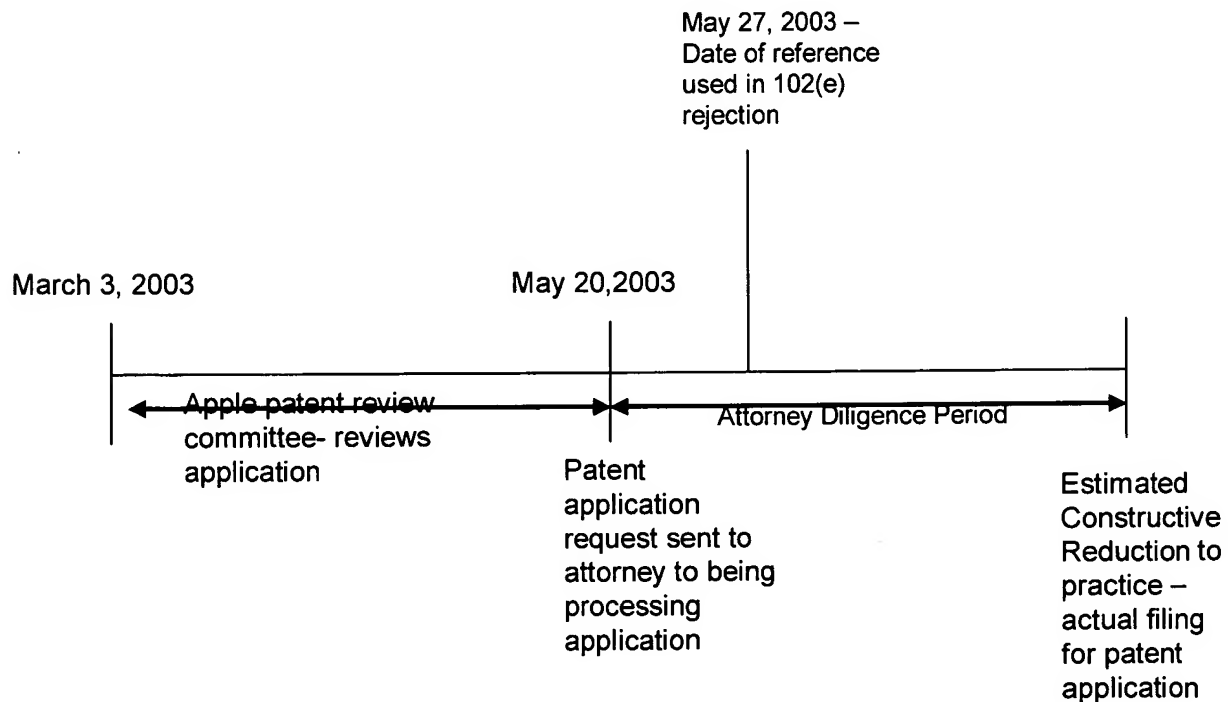 May 27, 2003 –
Date of reference
used in 102(e)
rejection
March 3, 2003
May 20,2003
Apple patent review
committee- reviews
application
Attorney Diligence Period
Patent
application
request sent to
attorney to being
processing
application
Estimated
Constructive
Reduction to
practice –
actual filing
for patent
application